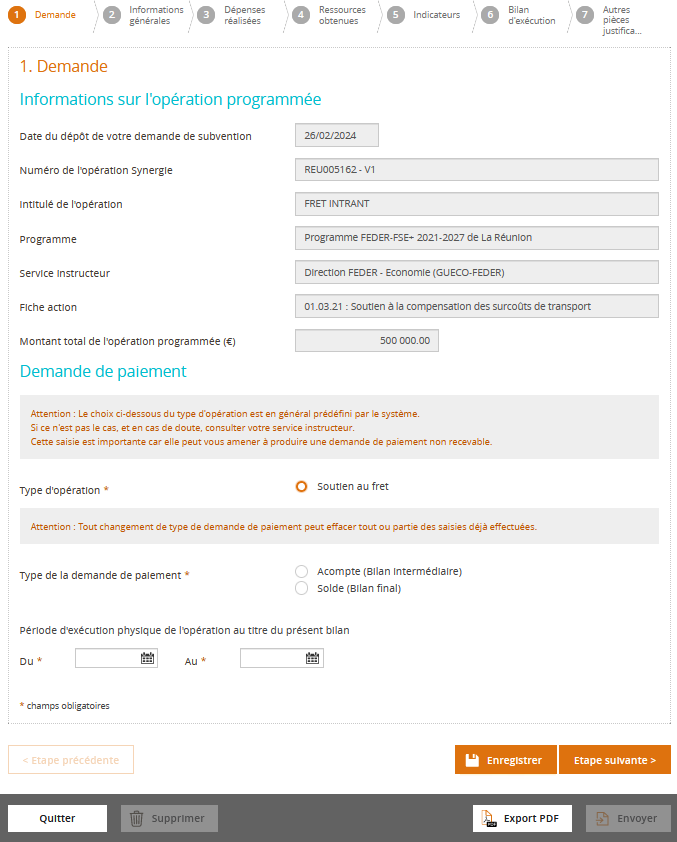 1 Demande
2 Informations générales
3 Dépenses réalisées
4 Ressources obtenues
5 Indicateurs
6 Bilan d'exécution
7 Autres pièces justifica...
1. Demande
Informations sur l'opération programmée
Date du dépôt de votre demande de subvention 26/02/2024
Numéro de l'opération Synergie REU005162 - V1
Intitulé de l'opération FRET INTRANT
Programme Programme FEDER-FSE+ 2021-2027 de La Réunion
Service Instructeur Direction FEDER - Economie (GUECO-FEDER)
Fiche action 01.03.21 : Soutien à la compensation des surcoûts de transport
Montant total de l'opération programmée (€) 500 000.00
Demande de paiement
Attention : Le choix ci-dessous du type d'opération est en général prédéfini par le système.
Si ce n'est pas le cas, et en cas de doute, consulter votre service instructeur.
Cette saisie est importante car elle peut vous amener à produire une demande de paiement non recevable.
Type d'opération * Soutien au fret
Attention : Tout changement de type de demande de paiement peut effacer tout ou partie des saisies déjà effectuées.
Type de la demande de paiement * Acompte (Bilan Intermédiaire)
Solde (Bilan final)
Période d'exécution physique de l'opération au titre du présent bilan
Du * Au *
* champs obligatoires
< Etape précédente Enregistrer Etape suivante >
Quitter Supprimer Export PDF Envoyer